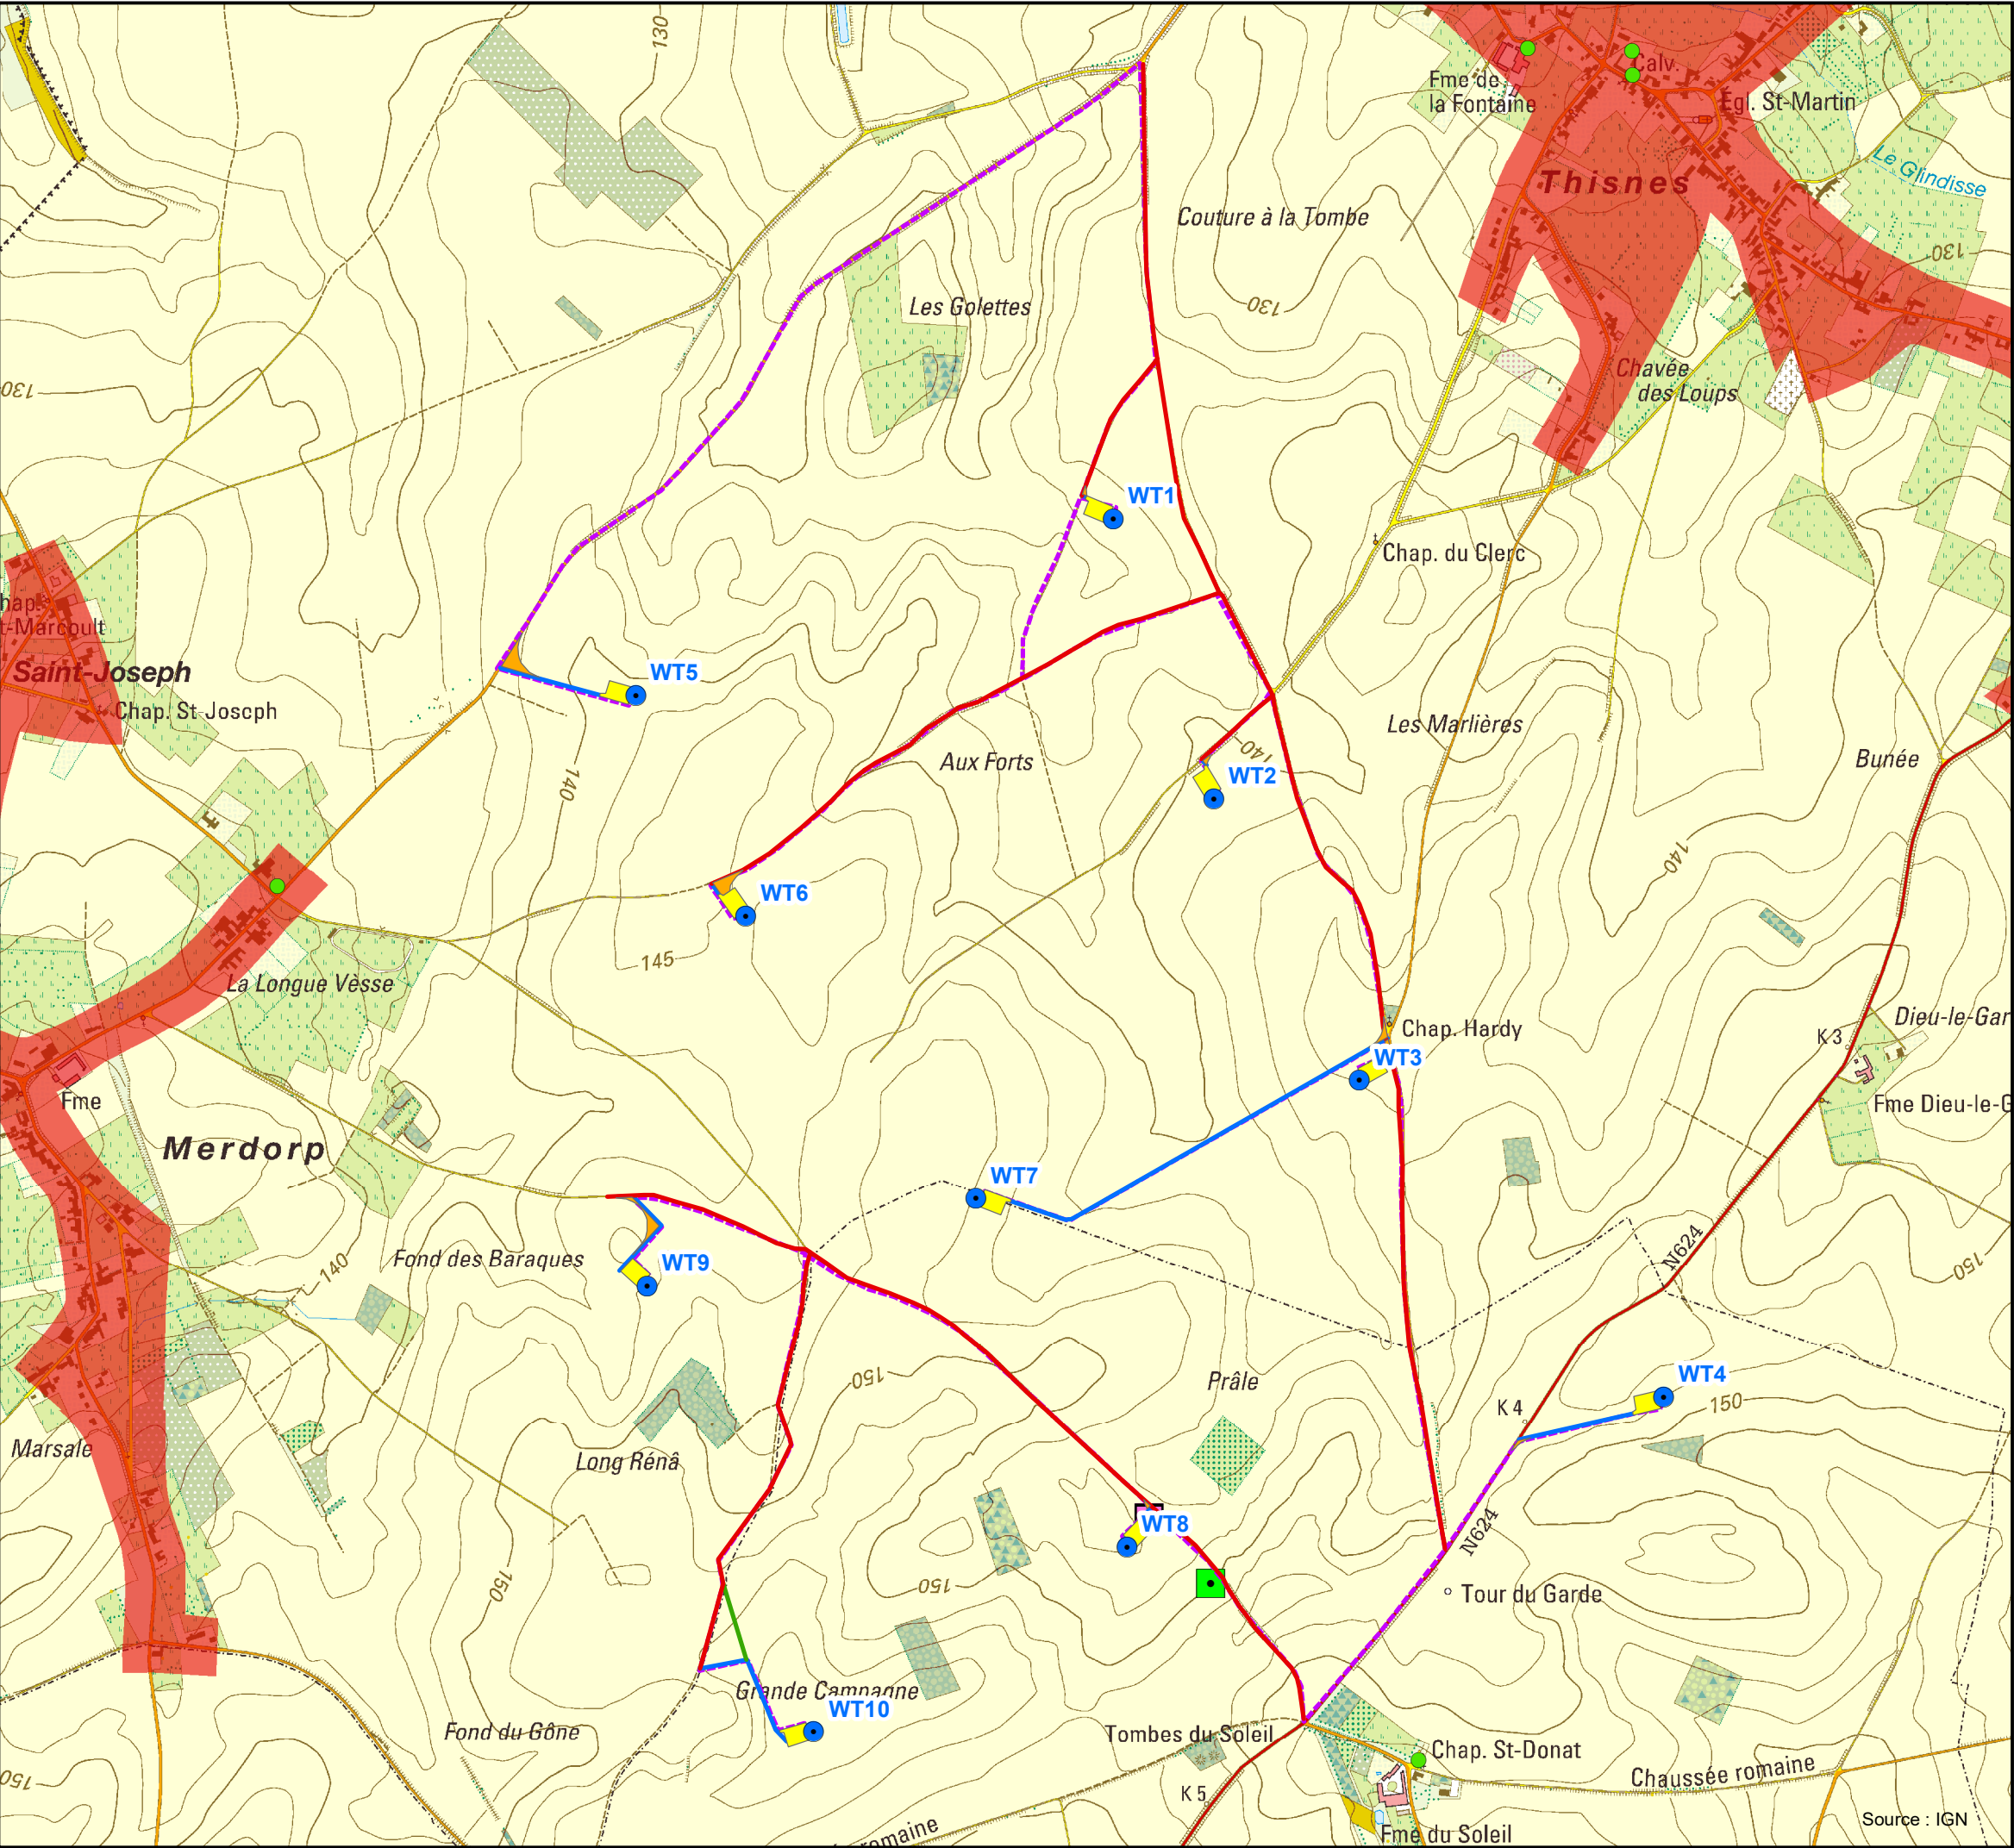 130
Fme de
la Fontaine
Calv.
Egl. St-Martin
Le Glindisse
Thisnes
Couture à la Tombe
130
Les Golettes
130
Chavée
des Loups
130
WT1
Chap. du Clerc
hap.
t-Marcoult
Saint-Joseph
WT5
Chap. St-Joseph
Les Marlières
140
Aux Forts
140
WT2
Bunée
140
WT6
145
La Longue Vèsse
Dieu-le-Gar
Chap. Hardy
K 3
WT3
Fme
Fme Dieu-le-G
Merdorp
WT7
N624
Fond des Baraques
WT9
140
150
150
Prâle
WT4
K 4
150
Marsale
Long Rénâ
WT8
N624
150
150
Tour du Garde
Grande Campagne
WT10
Fond du Gône
Tombes du Soleil
Chap. St-Donat
150
Chaussée romaine
K 5
romaine
Fme du Soleil
Source : IGN